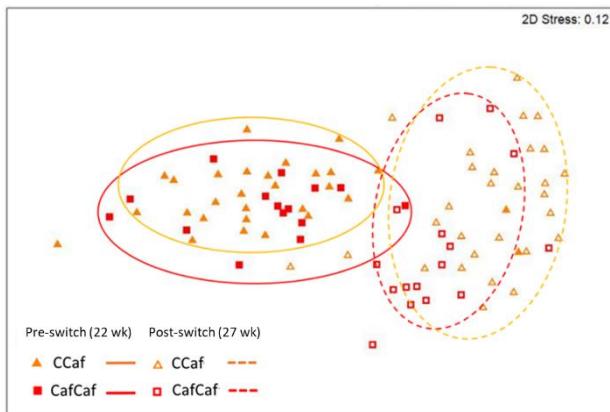 2D Stress: 0.12
Pre-switch (22 wk) Post-switch (27 wk)
CCaf CCaf
CafCaf CafCaf